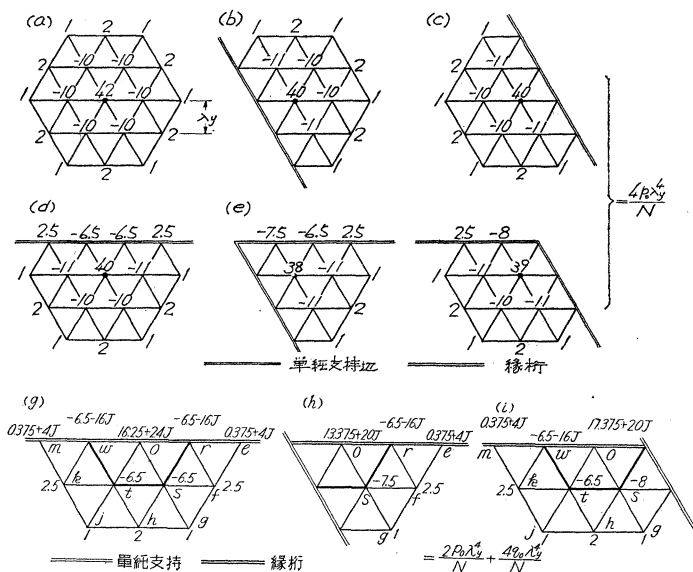 (a) (b) (c)
1 2 1
2 -10 -10 2
1 -10 42 -10 1
2 -10 -10 2
1 2 1
λy
2 1
-11 -10 2
40 -10 1
-11 2
1
1
2 -11
1 -10 40
2 -10 -11
1 2 1
= 4p₀λy⁴/N
(d) (e)
2.5 -6.5 -6.5 2.5
1 -11 40 -11 1
2 -10 -10 2
1 2 1
-7.5 -6.5 2.5
38 -11 1
-11 2
1
2.5 -8
1 -11 39
2 -10 -11
1 2 1
単純支持辺 縁桁
(g) (h) (i)
0.375+4J -6.5-16J 16.25+24J -6.5-16J 0.375+4J
m w o r e
2.5 k -6.5 t -6.5 s f 2.5
j h g
1 2 1
13.375+20J -6.5-16J 0.375+4J
o r e
s -7.5 f 2.5
g 1
0.375+4J -6.5-16J 17.375+20J
m w o
2.5 k -6.5 t -8 s
j h g
1 2 1
單純支持 縁桁
= 2p₀λy⁴/N + 4q₀λy⁴/N